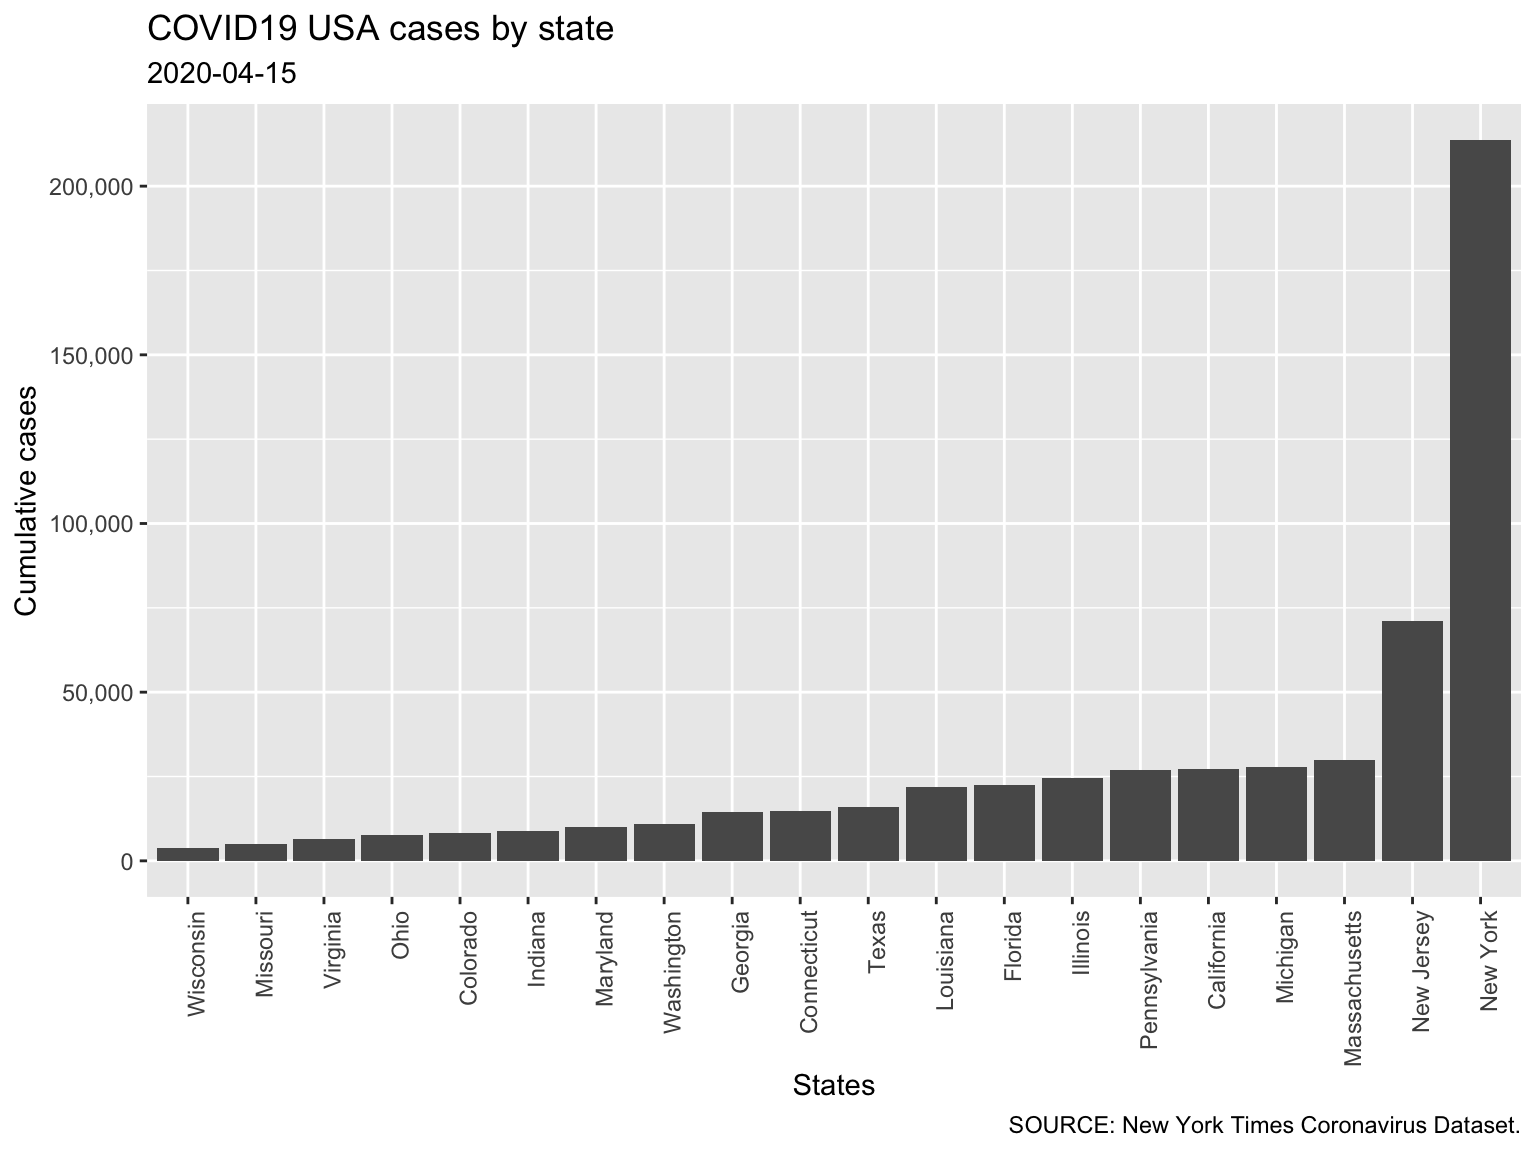 COVID19 USA cases by state
2020-04-15
Cumulative cases
200,000
150,000
100,000
50,000
0
Wisconsin
Missouri
Virginia
Ohio
Colorado
Indiana
Maryland
Washington
Georgia
Connecticut
Texas
Louisiana
Florida
Illinois
Pennsylvania
California
Michigan
Massachusetts
New Jersey
New York
States
SOURCE: New York Times Coronavirus Dataset.